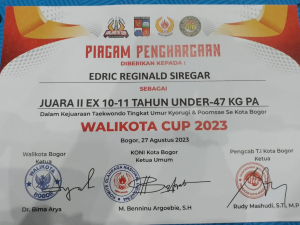 PIAGAM PENGHARGAAN
DIBERIKAN KEPADA :
EDRIC REGINALD SIREGAR
SEBAGAI
JUARA II EX 10-11 TAHUN UNDER-47 KG PA
Dalam Kejuaraan Taekwondo Tingkat Umur Kyorugi & Poomsae Se Kota Bogor
WALIKOTA CUP 2023
Bogor, 27 Agustus 2023
Walikota Bogor
Ketua
KONI Kota Bogor
Ketua Umum
Pengcab T.I Kota Bogor
Ketua
WALIKOTA
BOGOR
Dr. Bima Arya
M. Benninu Argoebie, S.H
Rudy Mashudi, S.Ti, M.P